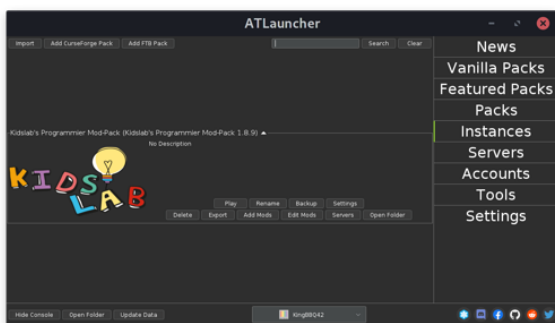 ATLauncher
Import Add CurseForge Pack Add FTB Pack Search Clear
News
Vanilla Packs
Featured Packs
Packs
Instances
Servers
Accounts
Tools
Settings
Kidslab's Programmier Mod-Pack (Kidslab's Programmier Mod-Pack 1.8.9)
No Description
KIDS LAB
Play Rename Backup Settings
Delete Export Add Mods Edit Mods Servers Open Folder
Hide Console Open Folder Update Data KingBBQ42